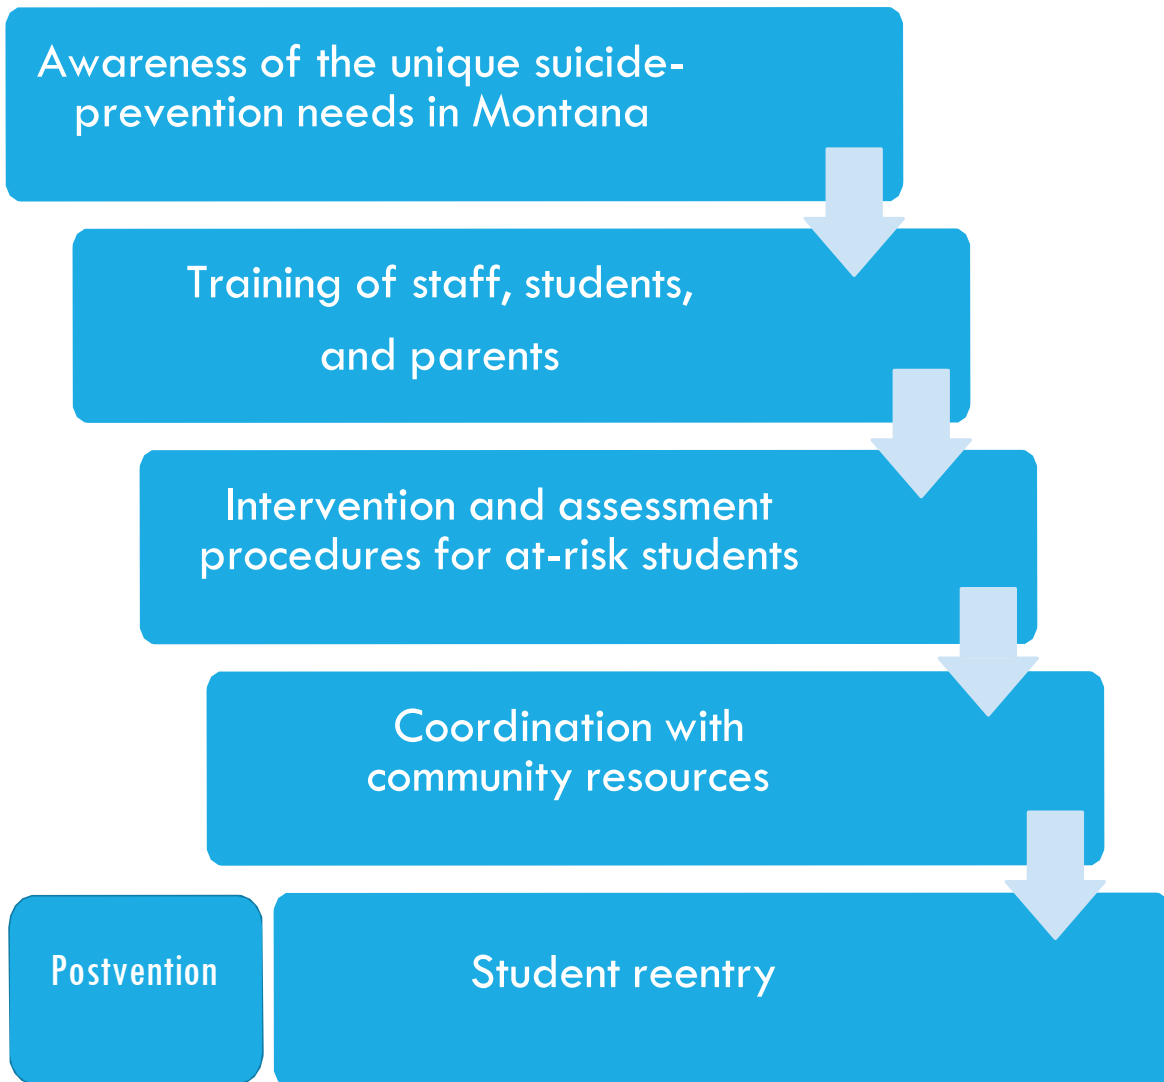 Awareness of the unique suicide-
prevention needs in Montana
Training of staff, students,
and parents
Intervention and assessment
procedures for at-risk students
Coordination with
community resources
Postvention
Student reentry